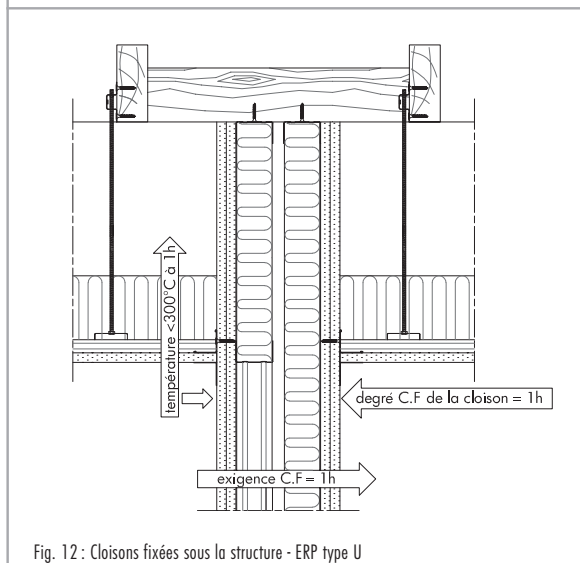 température <300°C à 1h
degré C.F de la cloison = 1h
exigence C.F = 1h
Fig. 12 : Cloisons fixées sous la structure - ERP type U